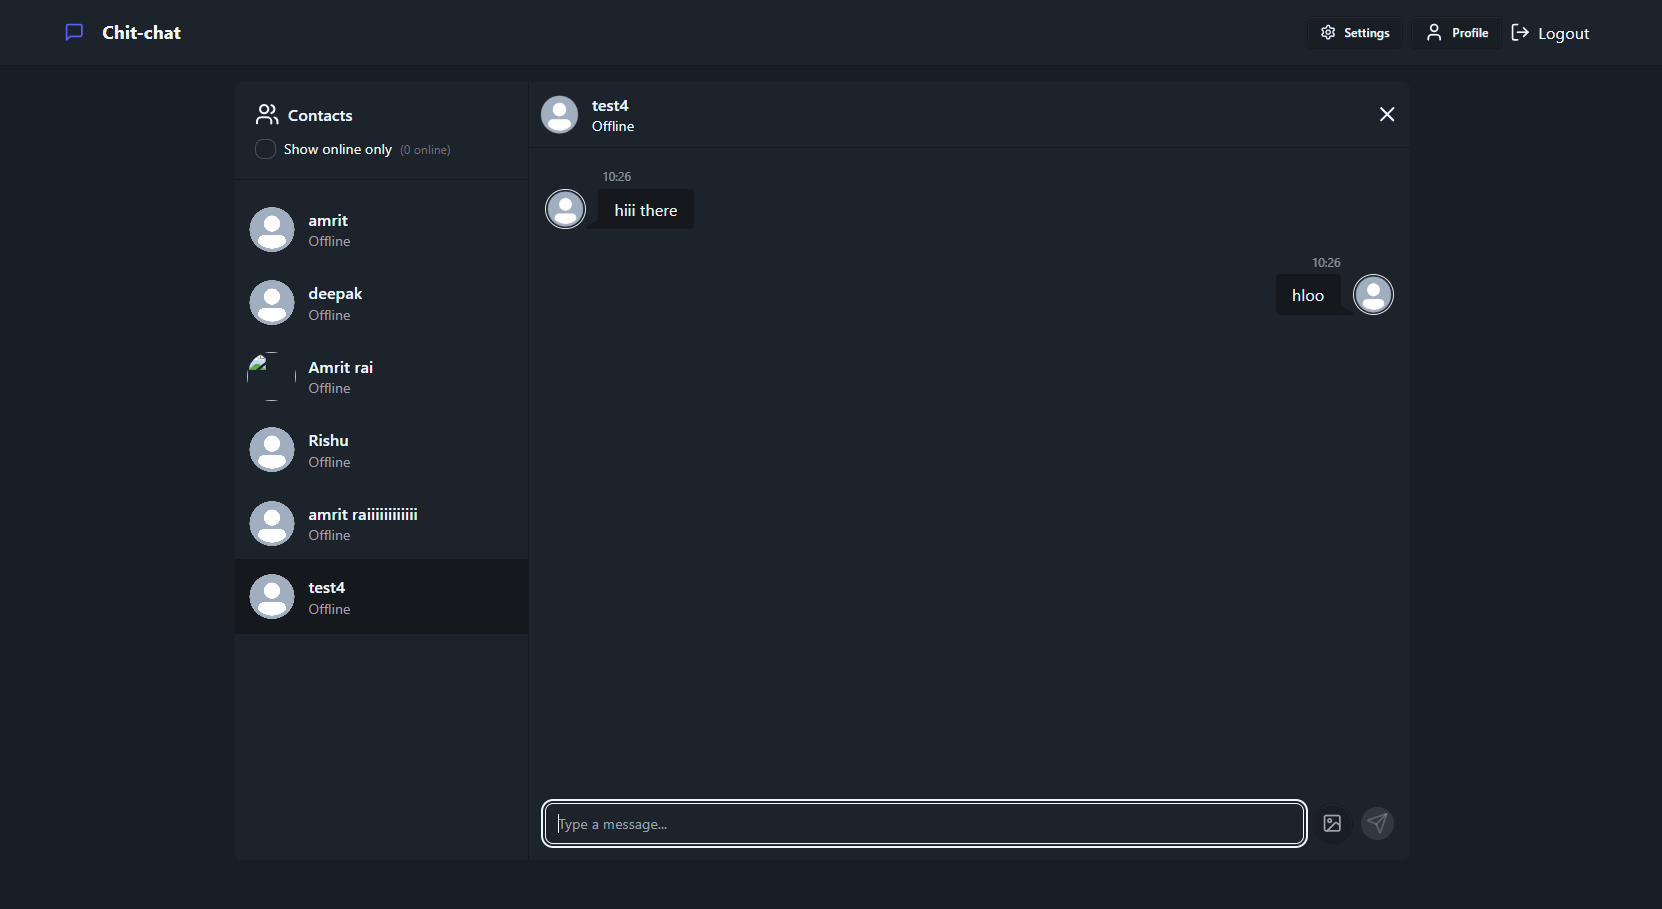 Chit-chat
Settings
Profile
Logout
Contacts
Show online only (0 online)
amrit
Offline
deepak
Offline
Amrit rai
Offline
Rishu
Offline
amrit raiiiiiiiiiiii
Offline
test4
Offline
test4
Offline
10:26
hiii there
10:26
hloo
Type a message...